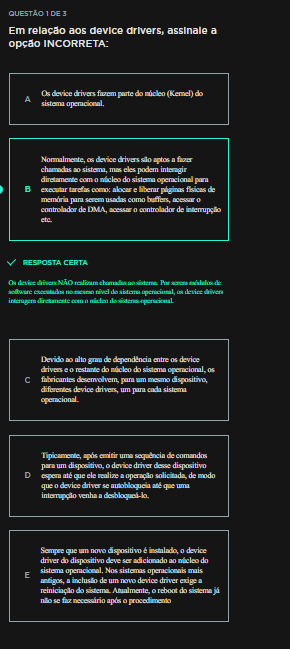 QUESTÃO 1 DE 3
Em relação aos device drivers, assinale a
opção INCORRETA:
A
Os device drivers fazem parte do núcleo (Kernel) do
sistema operacional.
B
Normalmente, os device drivers são aptos a fazer
chamadas ao sistema, mas eles podem interagir
diretamente com o núcleo do sistema operacional para
executar tarefas como: alocar e liberar páginas físicas de
memória para serem usadas como buffers, acessar o
controlador de DMA, acessar o controlador de interrupção
etc.
RESPOSTA CERTA
Os device drivers NÃO realizam chamadas ao sistema. Por serem módulos de
software executados no mesmo nível do sistema operacional, os device drivers
interagem diretamente com o núcleo do sistema operacional.
C
Devido ao alto grau de dependência entre os device
drivers e o restante do núcleo do sistema operacional, os
fabricantes desenvolvem, para um mesmo dispositivo,
diferentes device drivers, um para cada sistema
operacional.
D
Tipicamente, após emitir uma sequência de comandos
para um dispositivo, o device driver desse dispositivo
espera até que ele realize a operação solicitada, de modo
que o device driver se autobloqueia até que uma
interrupção venha a desbloqueá-lo.
E
Sempre que um novo dispositivo é instalado, o device
driver do dispositivo deve ser adicionado ao núcleo do
sistema operacional. Nos sistemas operacionais mais
antigos, a inclusão de um novo device driver exige a
reiniciação do sistema. Atualmente, o reboot do sistema já
não se faz necessário após o procedimento